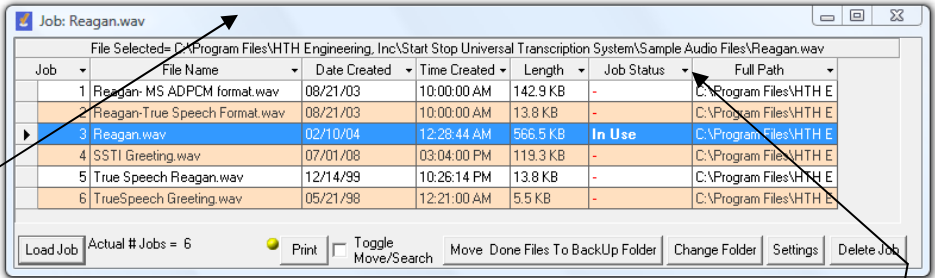 Job: Reagan.wav
File Selected= C:\Program Files\HTH Engineering, Inc\Start Stop Universal Transcription System\Sample Audio Files\Reagan.wav
Job File Name Date Created Time Created Length Job Status Full Path
1 Reagan- MS ADPCM format.wav 08/21/03 10:00:00 AM 142.9 KB - C:\Program Files\HTH E
2 Reagan-True Speech Format.wav 08/21/03 10:00:00 AM 13.8 KB - C:\Program Files\HTH E
3 Reagan.wav 02/10/04 12:28:44 AM 566.5 KB In Use C:\Program Files\HTH E
4 SSTI Greeting.wav 07/01/08 03:04:00 PM 119.3 KB - C:\Program Files\HTH E
5 True Speech Reagan.wav 12/14/99 10:26:14 PM 13.8 KB - C:\Program Files\HTH E
6 TrueSpeech Greeting.wav 05/21/98 12:21:00 AM 5.5 KB - C:\Program Files\HTH E
Load Job Actual # Jobs = 6 Print Toggle Move/Search Move Done Files To BackUp Folder Change Folder Settings Delete Job